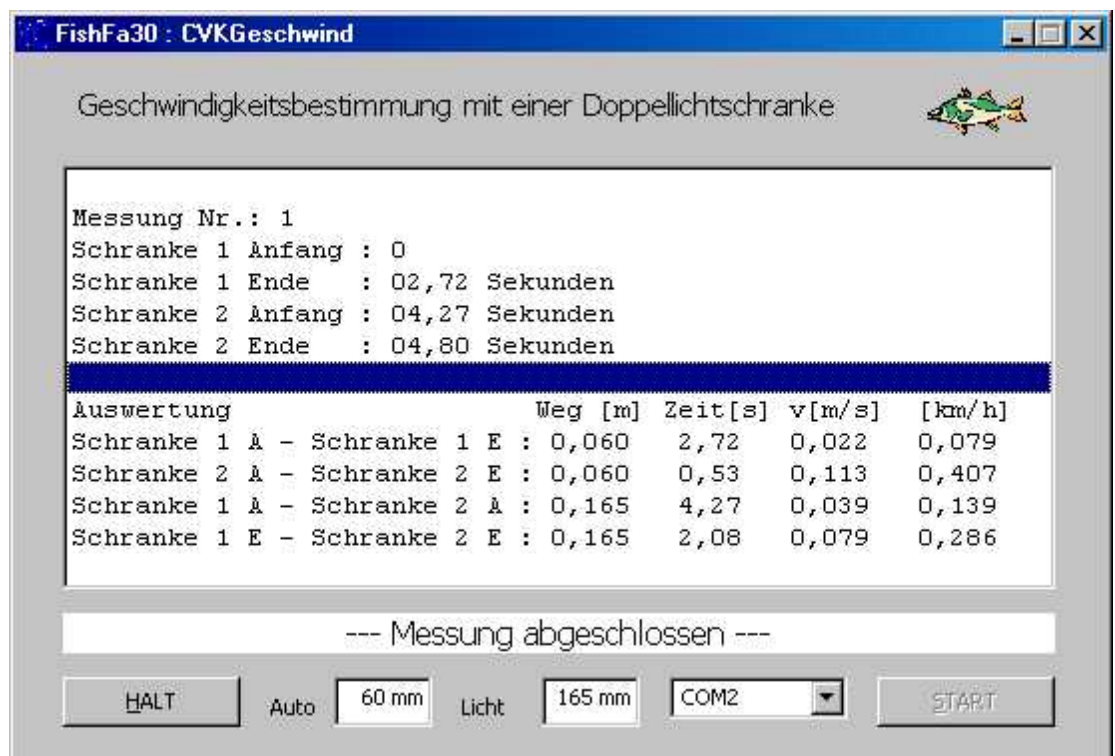 FishFa30 : CVKGeschwind
Geschwindigkeitsbestimmung mit einer Doppellichtschranke
Messung Nr.: 1
Schranke 1 Anfang : 0
Schranke 1 Ende : 02,72 Sekunden
Schranke 2 Anfang : 04,27 Sekunden
Schranke 2 Ende : 04,80 Sekunden
Auswertung Weg [m] Zeit[s] v[m/s] [km/h]
Schranke 1 A - Schranke 1 E : 0,060 2,72 0,022 0,079
Schranke 2 A - Schranke 2 E : 0,060 0,53 0,113 0,407
Schranke 1 A - Schranke 2 A : 0,165 4,27 0,039 0,139
Schranke 1 E - Schranke 2 E : 0,165 2,08 0,079 0,286
--- Messung abgeschlossen ---
HALT Auto 60 mm Licht 165 mm COM2 START